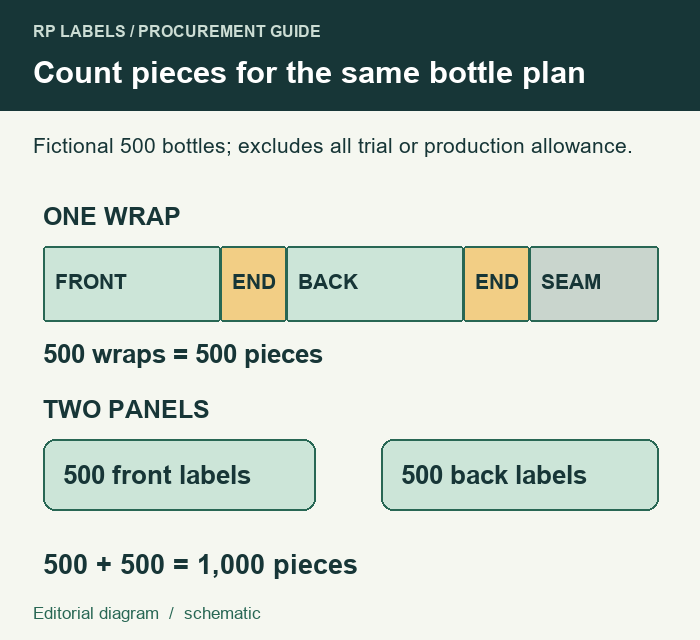 RP LABELS / PROCUREMENT GUIDE
Count pieces for the same bottle plan
Fictional 500 bottles; excludes all trial or production allowance.
ONE WRAP
FRONT END BACK END SEAM
500 wraps = 500 pieces
TWO PANELS
500 front labels 500 back labels
500 + 500 = 1,000 pieces
Editorial diagram / schematic